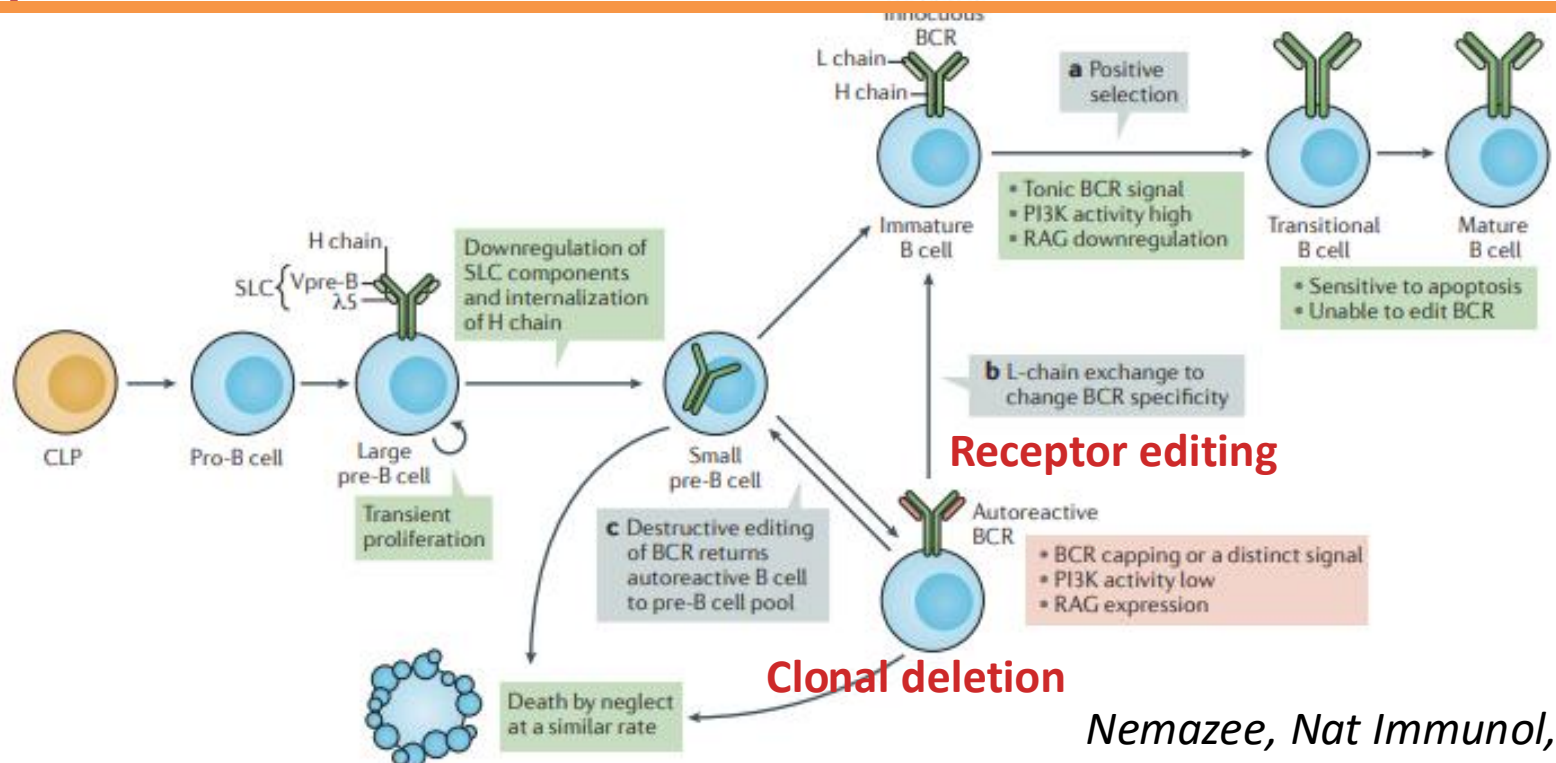 Innocuous
BCR
L chain
H chain
a Positive
selection
• Tonic BCR signal
• PI3K activity high
• RAG downregulation
Immature
B cell
Transitional
B cell
Mature
B cell
• Sensitive to apoptosis
• Unable to edit BCR
H chain
SLC { Vpre-B
λ5
Downregulation of
SLC components
and internalization
of H chain
CLP
Pro-B cell
Large
pre-B cell
Transient
proliferation
Small
pre-B cell
b L-chain exchange to
change BCR specificity
Receptor editing
c Destructive editing
of BCR returns
autoreactive B cell
to pre-B cell pool
Autoreactive
BCR
• BCR capping or a distinct signal
• PI3K activity low
• RAG expression
Clonal deletion
Death by neglect
at a similar rate
Nemazee, Nat Immunol,